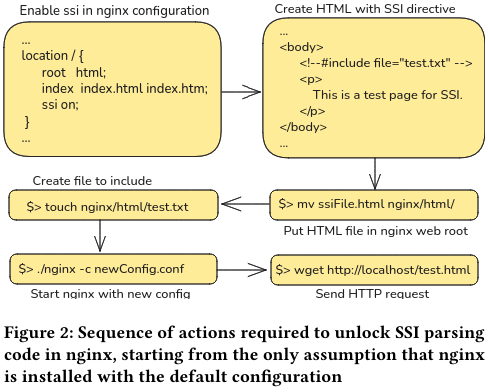 Enable ssi in nginx configuration
...
location / {
root html;
index index.html index.htm;
ssi on;
}
...
Create HTML with SSI directive
...
<body>
<!--#include file="test.txt" -->
<p>
This is a test page for SSI.
</p>
</body>
...
$> mv ssiFile.html nginx/html/
Put HTML file in nginx web root
Create file to include
$> touch nginx/html/test.txt
$> ./nginx -c newConfig.conf
Start nginx with new config
$> wget http://localhost/test.html
Send HTTP request
Figure 2: Sequence of actions required to unlock SSI parsing
code in nginx, starting from the only assumption that nginx
is installed with the default configuration